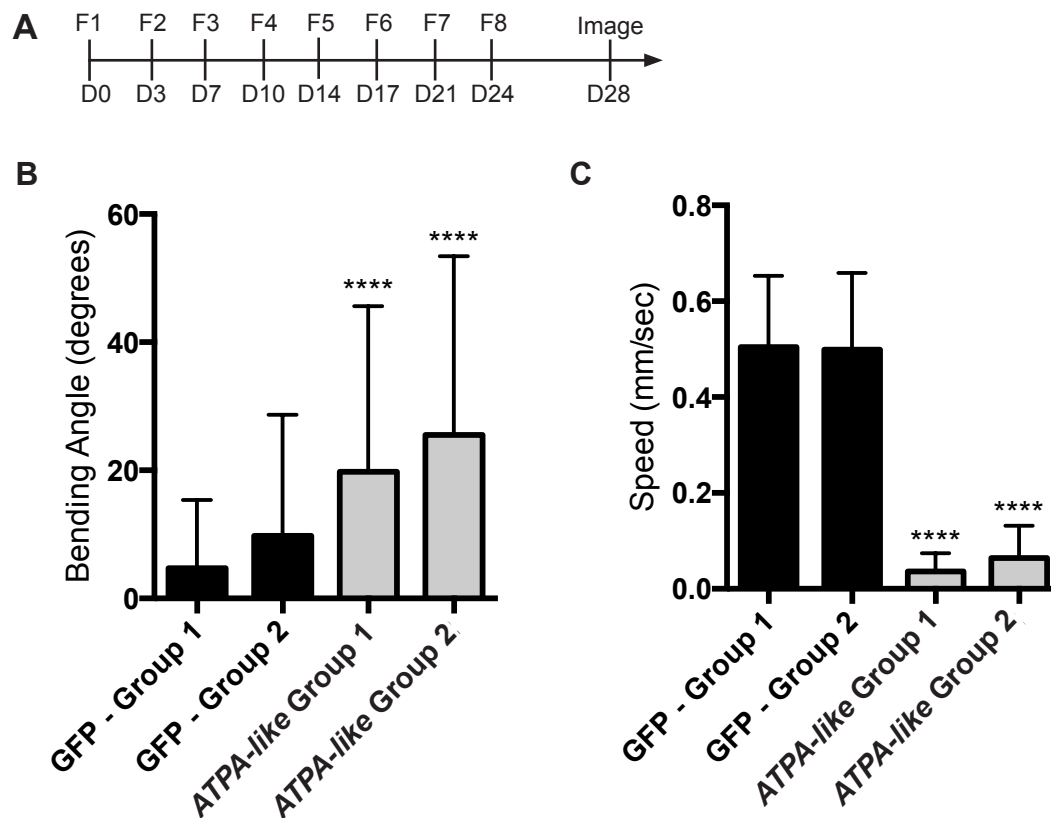 A
F1 F2 F3 F4 F5 F6 F7 F8 Image
D0 D3 D7 D10 D14 D17 D21 D24 D28
B
Bending Angle (degrees)
60
40
20
0
****
****
GFP - Group 1
GFP - Group 2
ATPA-like Group 1
ATPA-like Group 2
C
Speed (mm/sec)
0.8
0.6
0.4
0.2
0.0
****
****
GFP - Group 1
GFP - Group 2
ATPA-like Group 1
ATPA-like Group 2